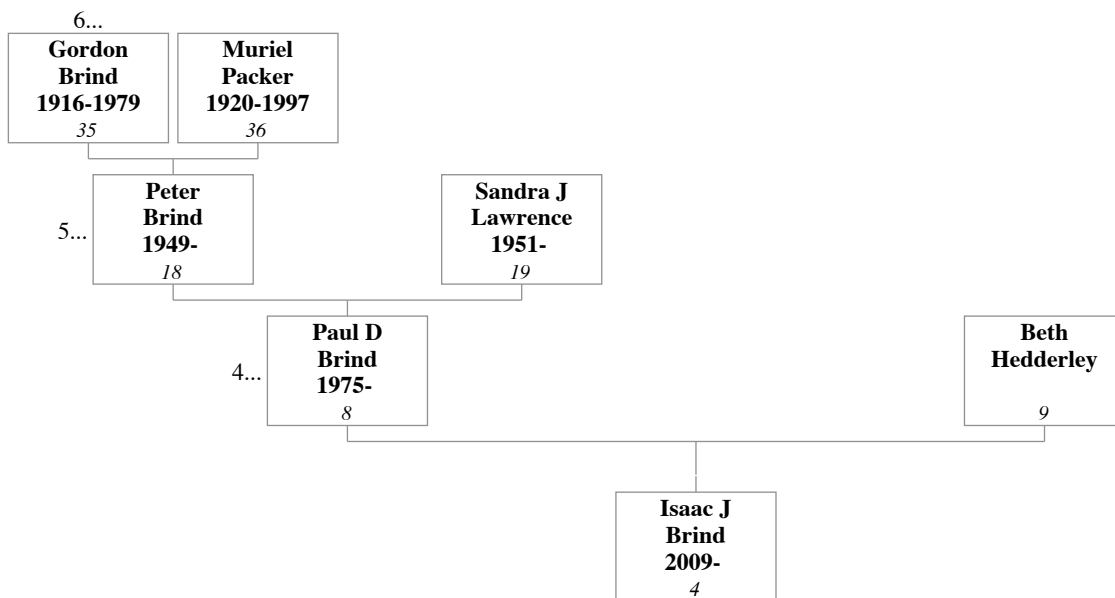 6...
Gordon
Brind
1916-1979
35
Muriel
Packer
1920-1997
36
5...
Peter
Brind
1949-
18
Sandra J
Lawrence
1951-
19
4...
Paul D
Brind
1975-
8
Beth
Hedderley
9
Isaac J
Brind
2009-
4